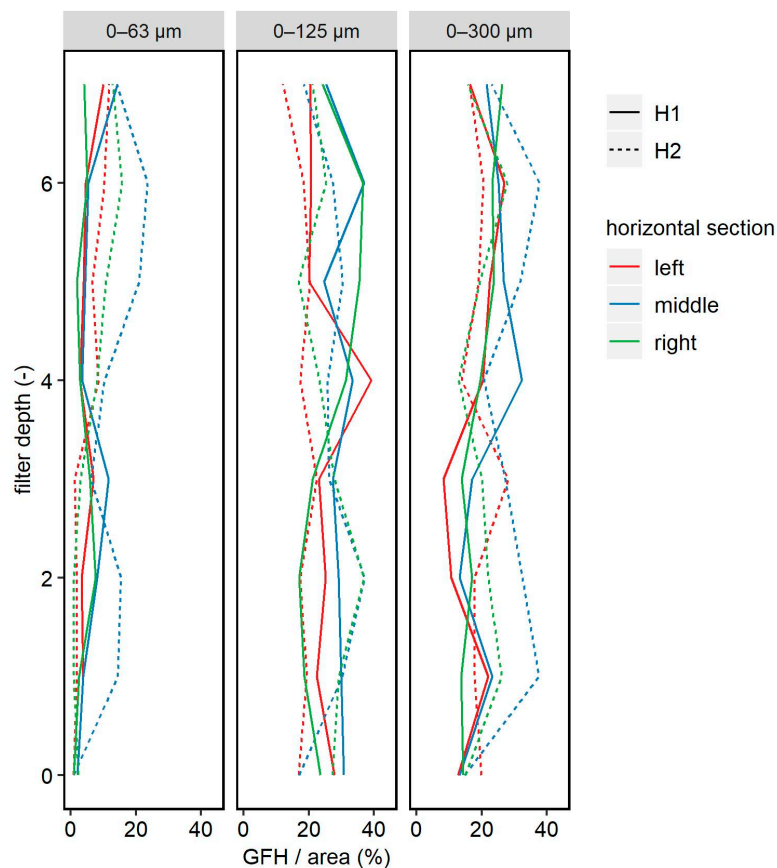 0–63 µm 0–125 µm 0–300 µm
H1
H2
6
horizontal section
left
middle
right
4
filter depth (-)
2
0
0 20 40 0 20 40 0 20 40
GFH / area (%)